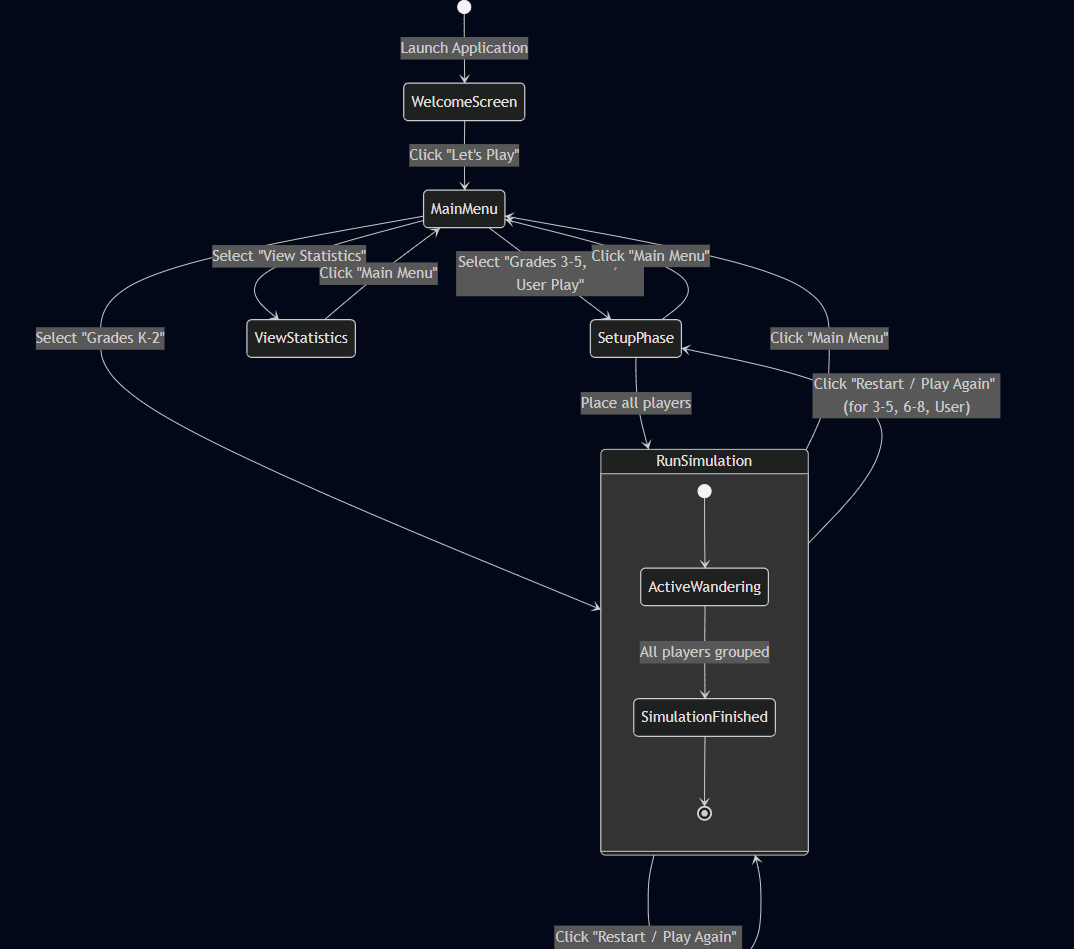 Launch Application
WelcomeScreen
Click "Let's Play"
MainMenu
Select "View Statistics"
Click "Main Menu"
Select "Grades 3-5,
User Play"
Click "Main Menu"
Select "Grades K-2"
ViewStatistics
SetupPhase
Click "Main Menu"
Click "Restart / Play Again"
(for 3-5, 6-8, User)
Place all players
RunSimulation
ActiveWandering
All players grouped
SimulationFinished
Click "Restart / Play Again"